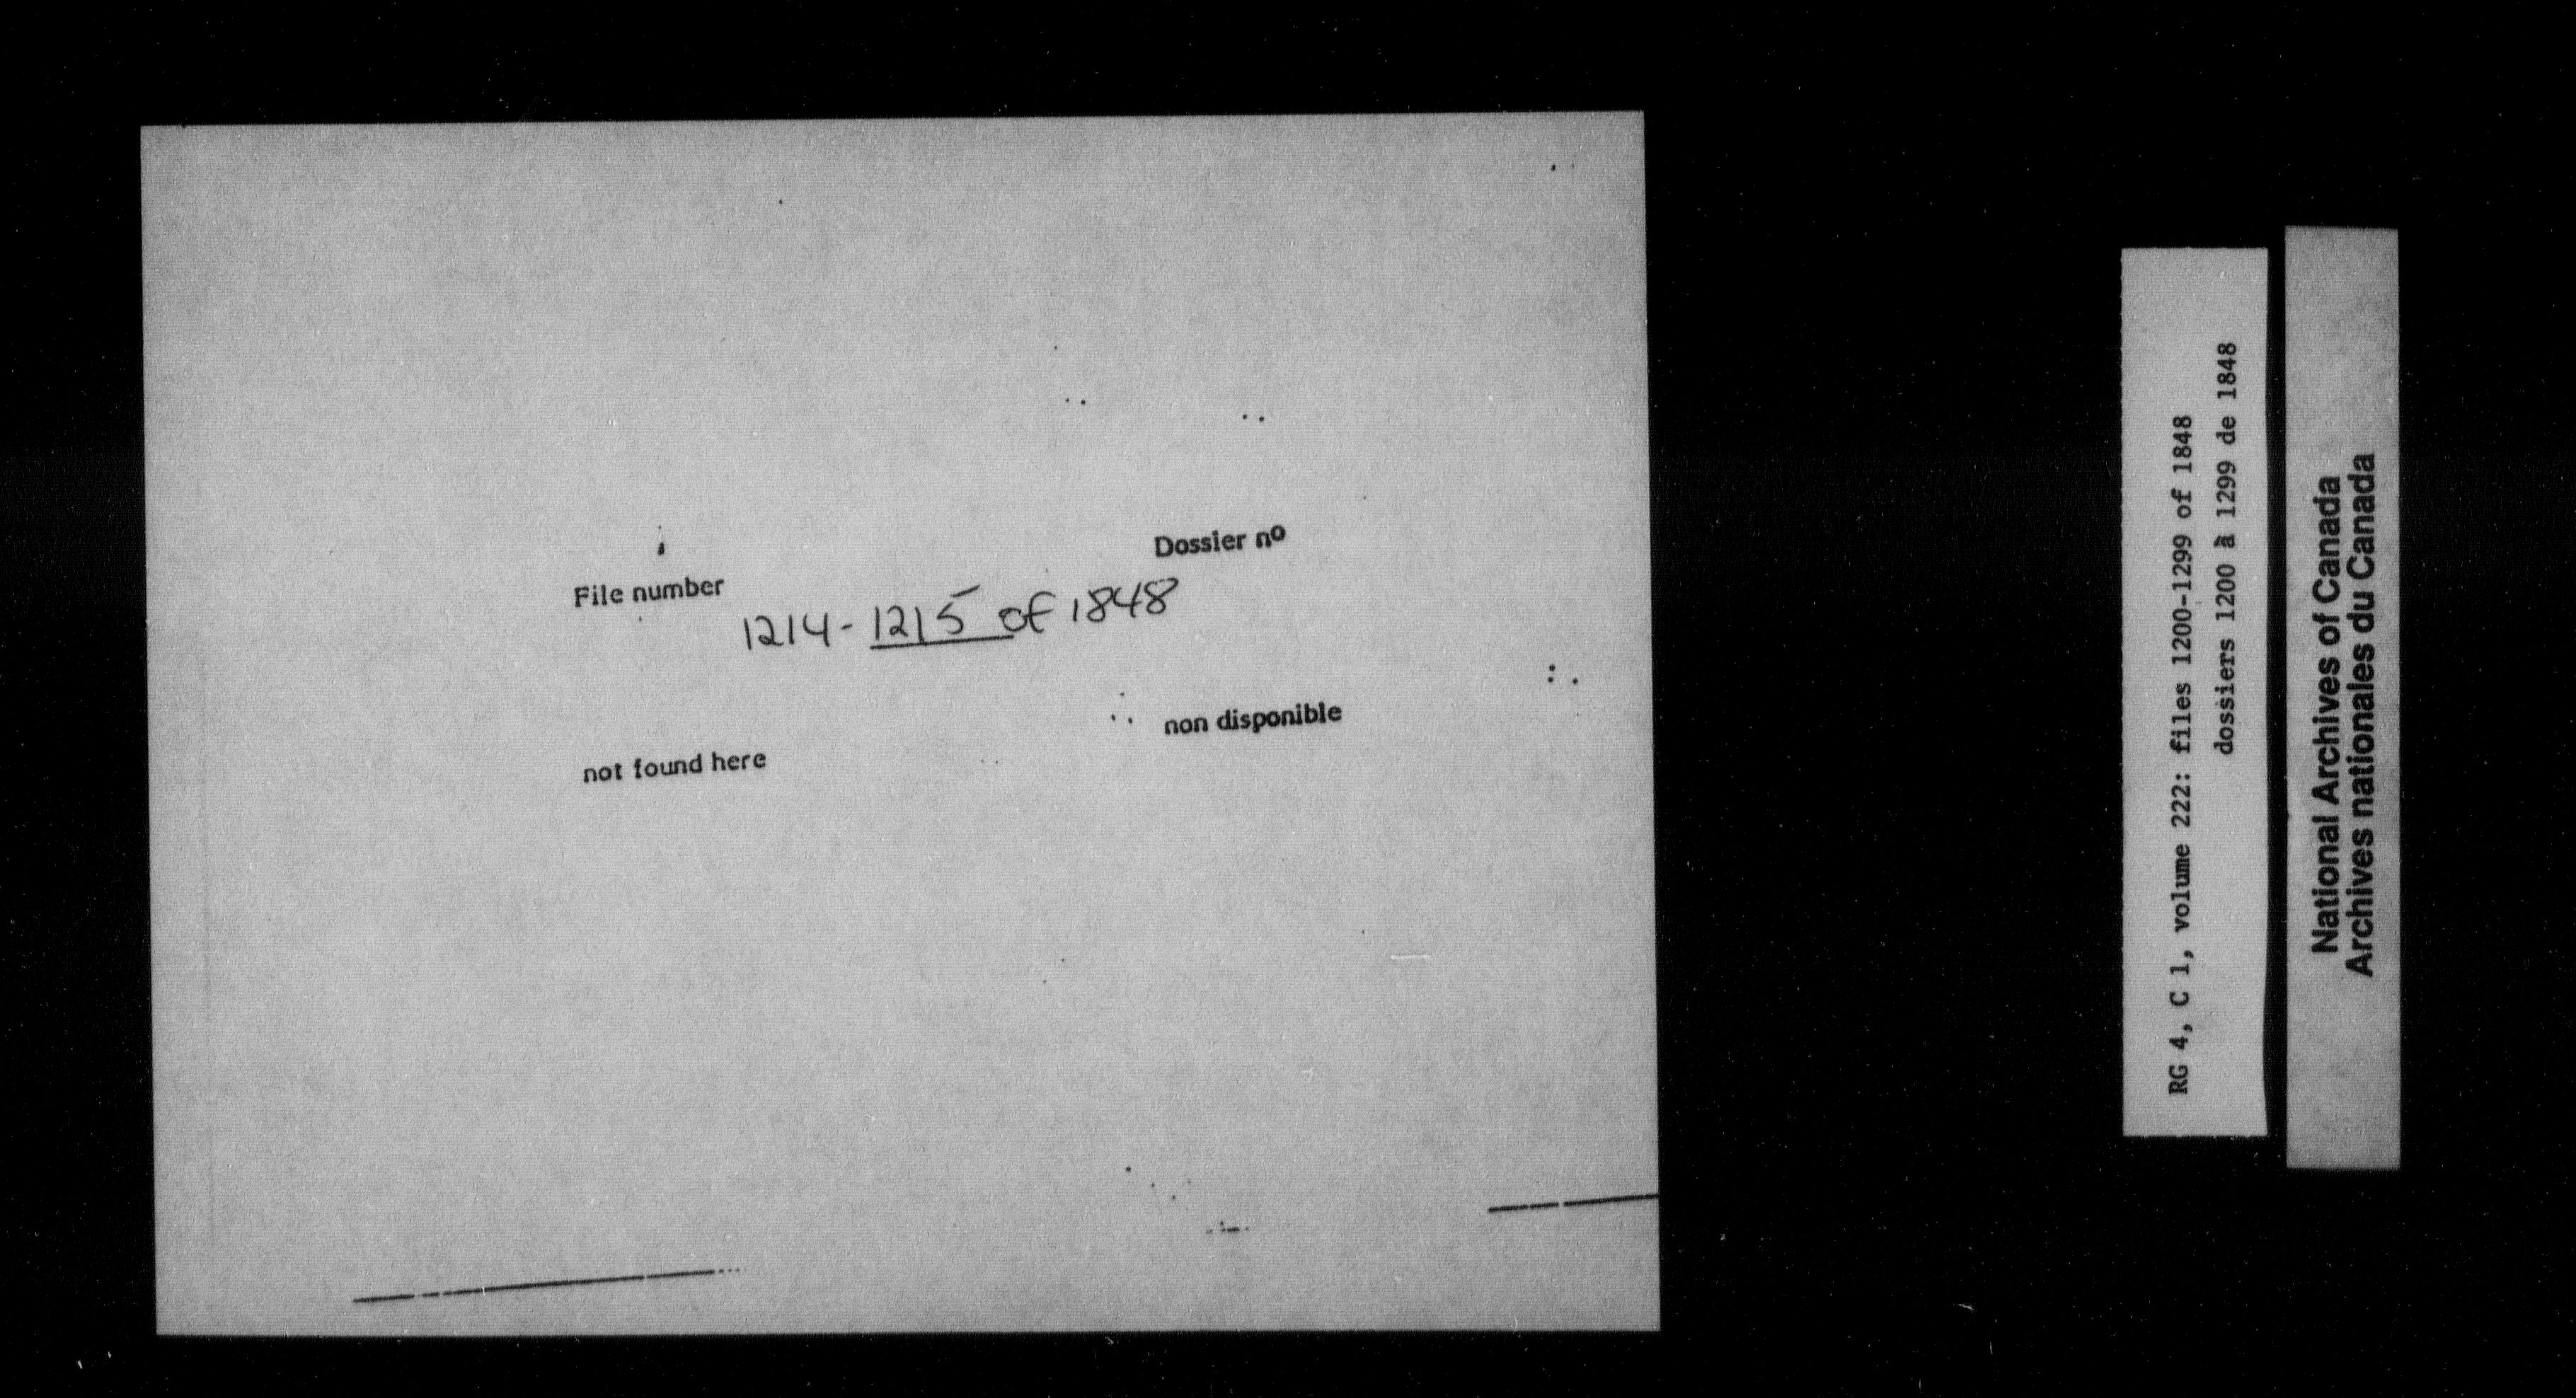 Dossier nº
File number
1214-1215 of 1848
non disponible
not found here
RG 4, C 1, volume 222: files 1200-1299 of 1848
dossiers 1200 à 1299 de 1848
National Archives of Canada
Archives nationales du Canada